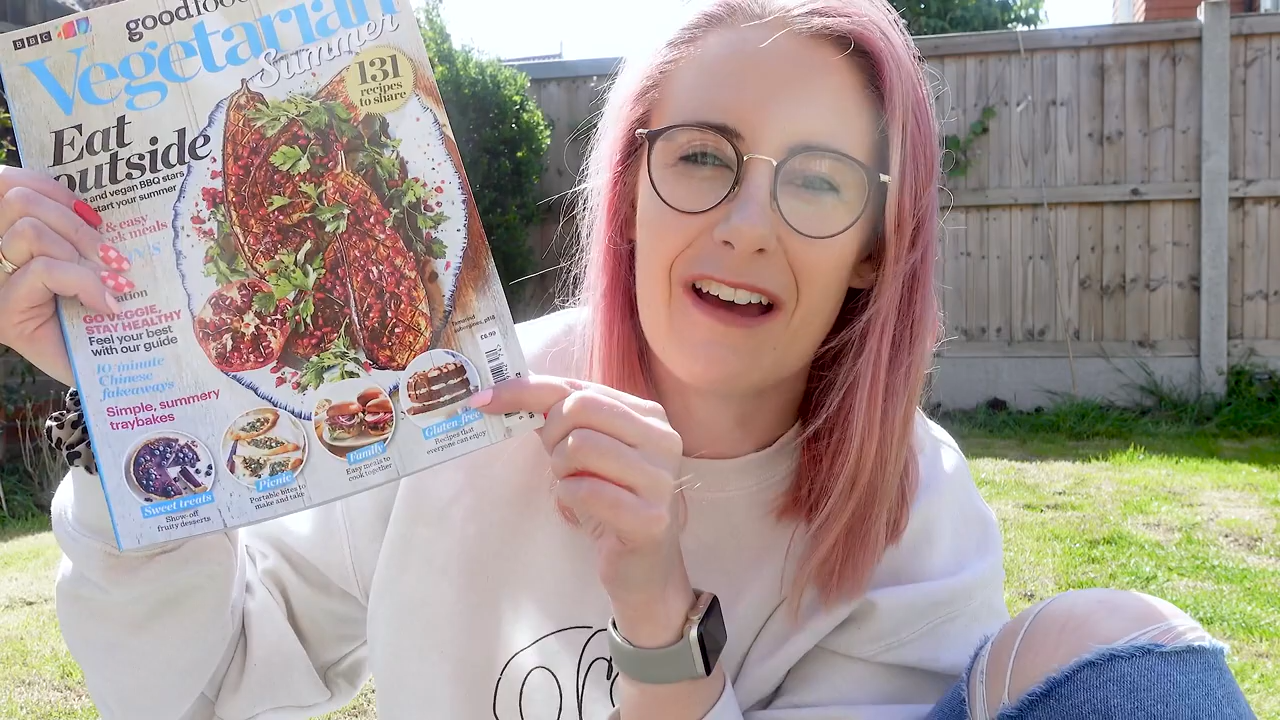 BBC
goodfood
Vegetarian
Summer
131
recipes
to share
Eat
outside
and vegan BBQ stars
start your summer
& easy
meals
GO VEGGIE,
STAY HEALTHY
Feel your best
with our guide
10-minute
Chinese
fakeaways
Simple, summery
traybakes
aubergines, p118
£6.99
Sweet treats
Show-off
fruity desserts
Picnic
Portable bites to
make and take
Family
Easy meals to
cook together
Gluten-free
Recipes that
everyone can enjoy